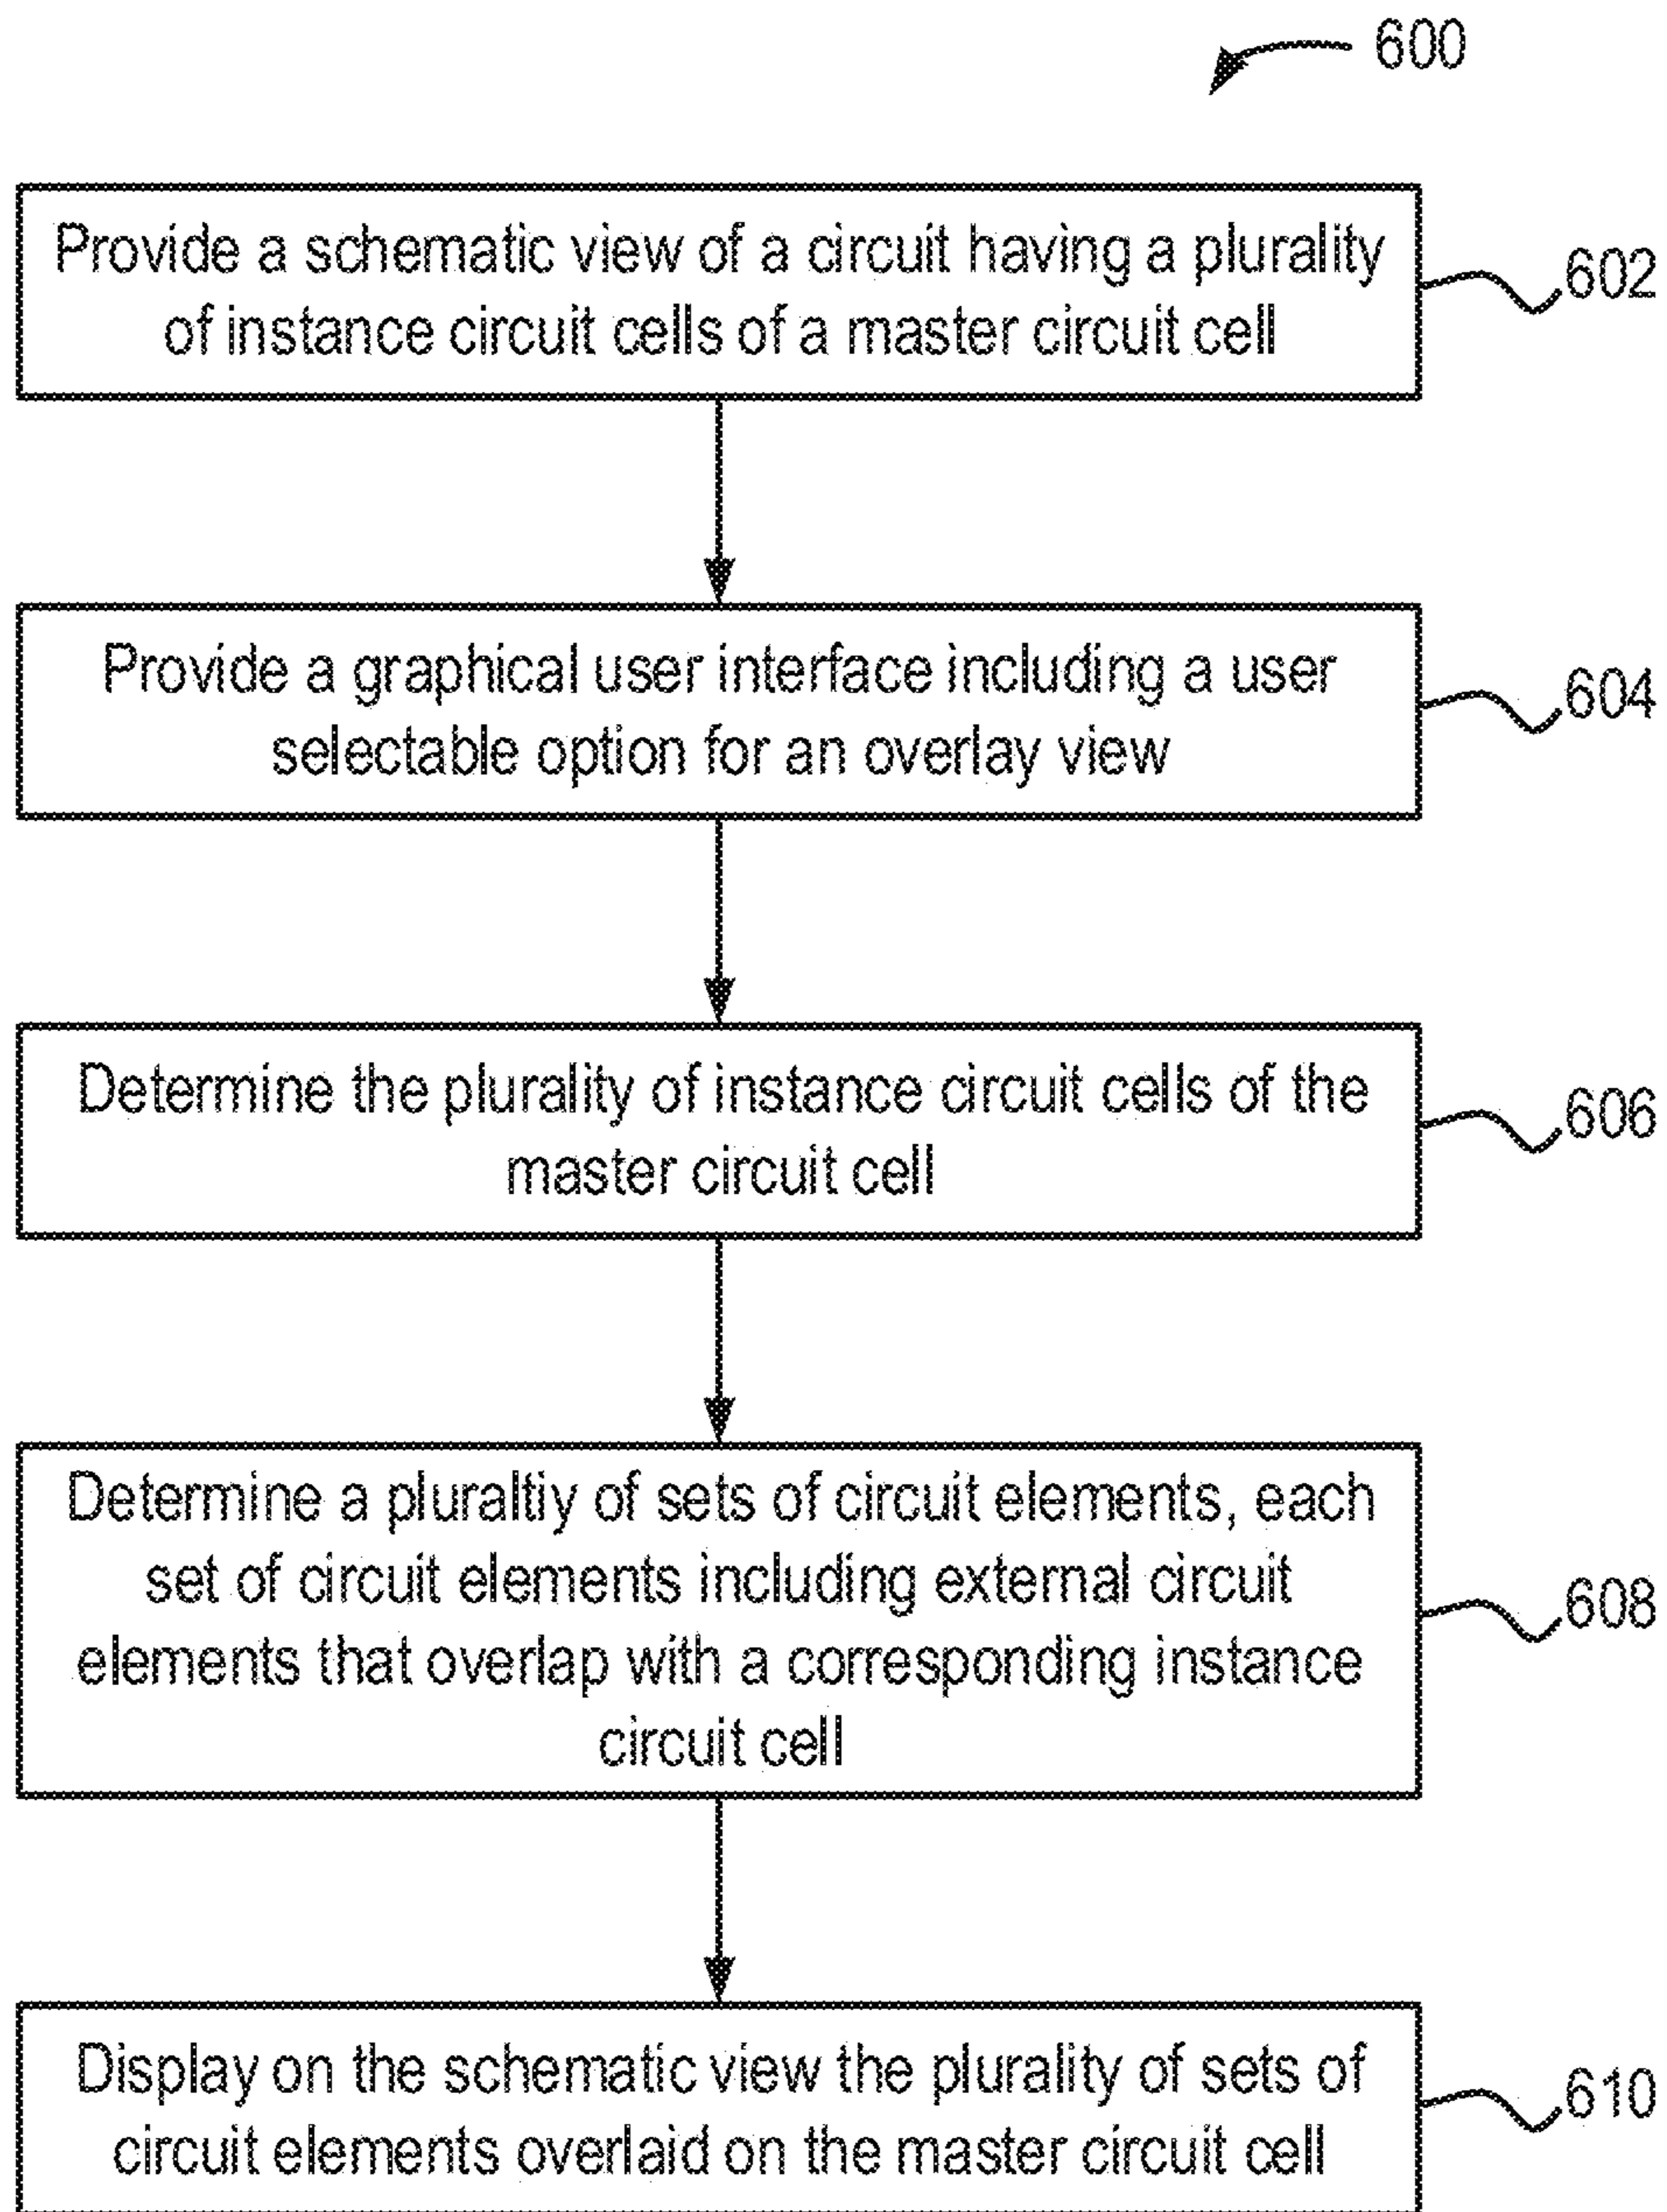 600
Provide a schematic view of a circuit having a plurality
of instance circuit cells of a master circuit cell
602
Provide a graphical user interface including a user
selectable option for an overlay view
604
Determine the plurality of instance circuit cells of the
master circuit cell
606
Determine a pluraltiy of sets of circuit elements, each
set of circuit elements including external circuit
elements that overlap with a corresponding instance
circuit cell
608
Display on the schematic view the plurality of sets of
circuit elements overlaid on the master circuit cell
610